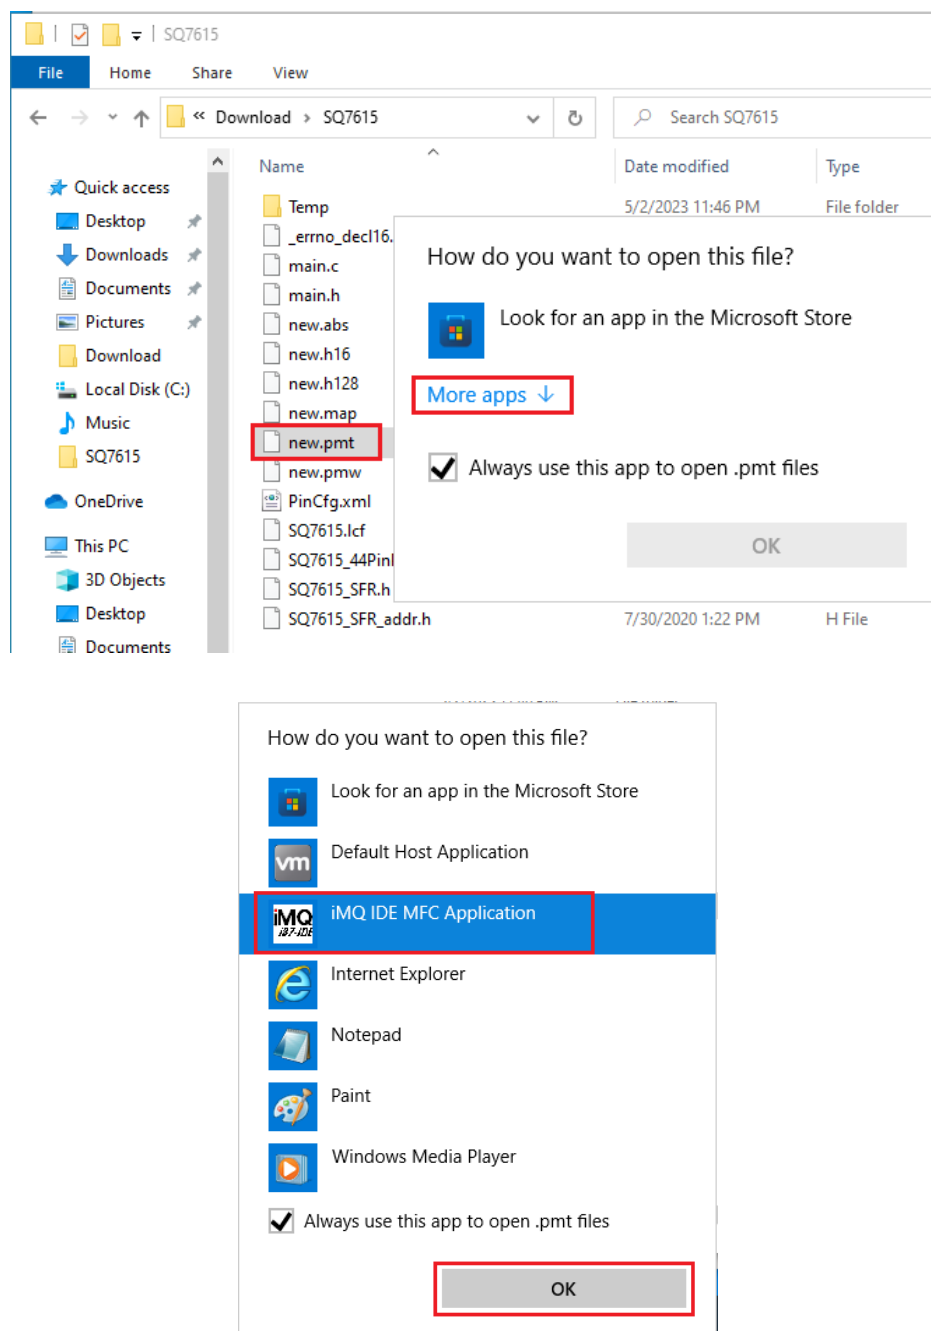 SQ7615
File Home Share View
« Download › SQ7615 Search SQ7615
Name Date modified Type
Quick access
Desktop
Downloads
Documents
Pictures
Download
Local Disk (C:)
Music
SQ7615
OneDrive
This PC
3D Objects
Desktop
Documents
Temp 5/2/2023 11:46 PM File folder
_errno_decl16.
main.c
main.h
new.abs
new.h16
new.h128
new.map
new.pmt
new.pmw
PinCfg.xml
SQ7615.lcf
SQ7615_44Pin
SQ7615_SFR.h
SQ7615_SFR_addr.h 7/30/2020 1:22 PM H File
How do you want to open this file?
Look for an app in the Microsoft Store
More apps ↓
Always use this app to open .pmt files
OK
How do you want to open this file?
Look for an app in the Microsoft Store
vm Default Host Application
iMQ i87-IDE iMQ IDE MFC Application
Internet Explorer
Notepad
Paint
Windows Media Player
Always use this app to open .pmt files
OK